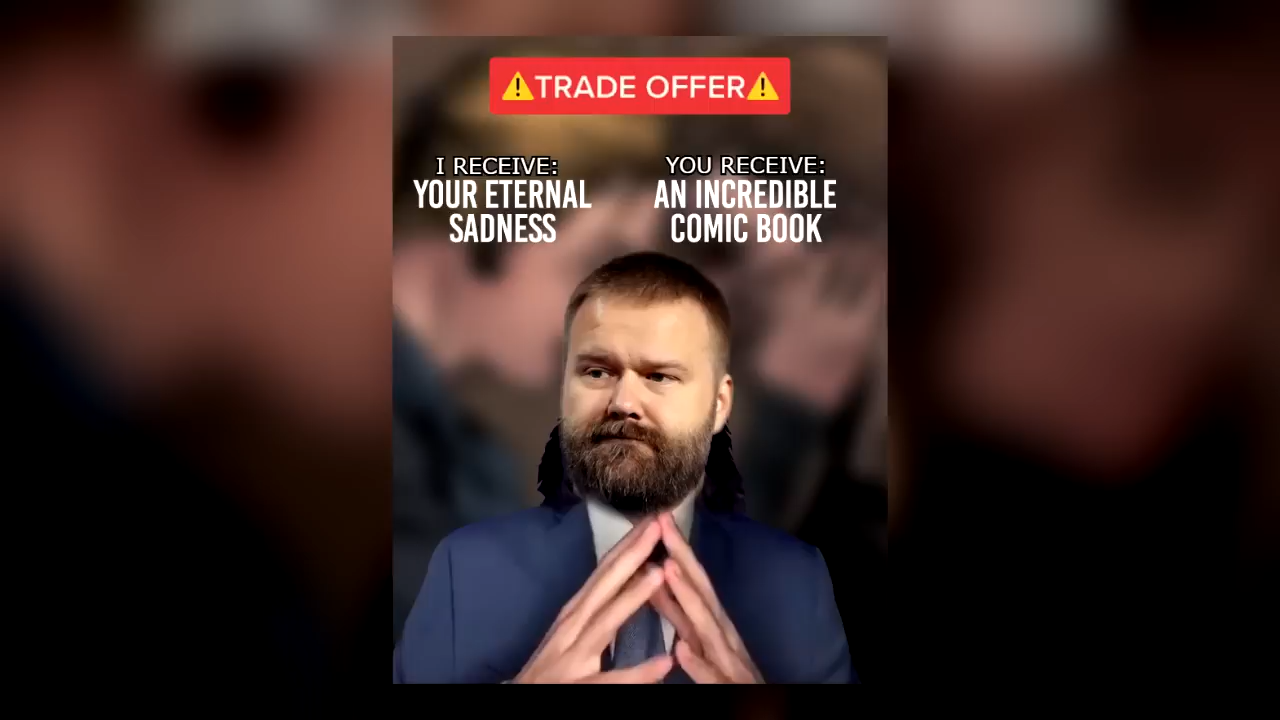 ⚠TRADE OFFER⚠
I RECEIVE:
YOUR ETERNAL
SADNESS
YOU RECEIVE:
AN INCREDIBLE
COMIC BOOK